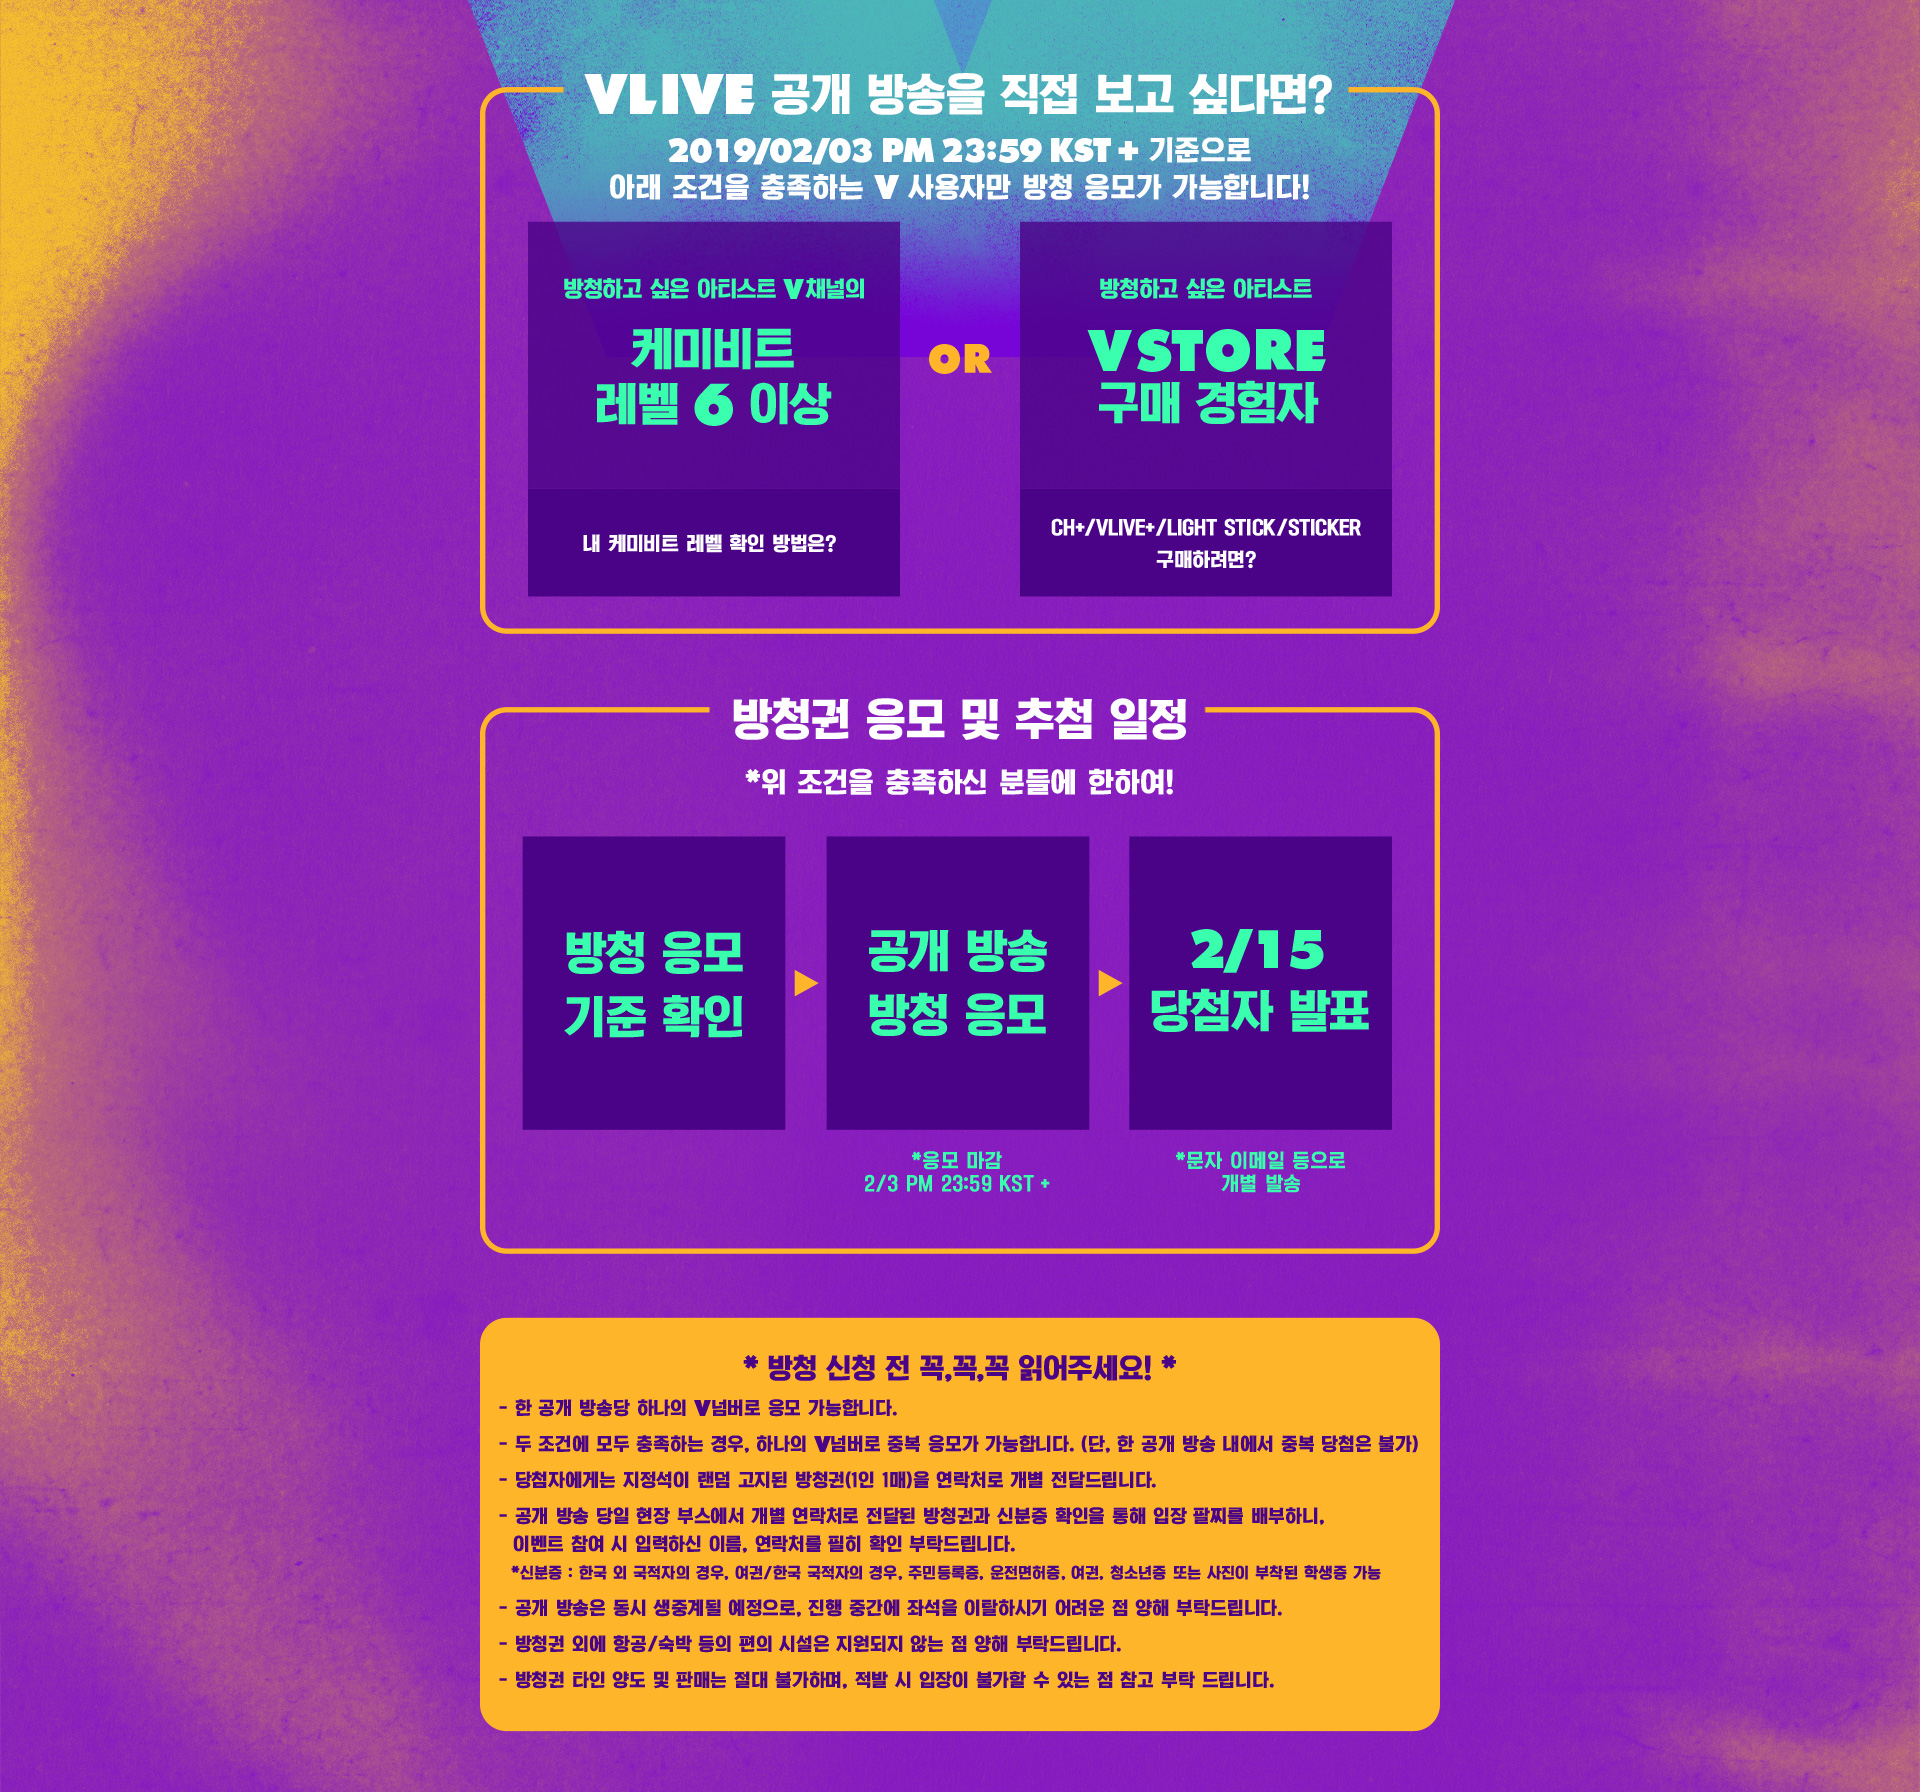 VLIVE 공개 방송을 직접 보고 싶다면?
2019/02/03 PM 23:59 KST + 기준으로
아래 조건을 충족하는 V 사용자만 방청 응모가 가능합니다!
방청하고 싶은 아티스트 V채널의
케미비트
레벨 6 이상
내 케미비트 레벨 확인 방법은?
OR
방청하고 싶은 아티스트
VSTORE
구매 경험자
CH+/VLIVE+/LIGHT STICK/STICKER
구매하려면?
방청권 응모 및 추첨 일정
*위 조건을 충족하신 분들에 한하여!
방청 응모
기준 확인
공개 방송
방청 응모
*응모 마감
2/3 PM 23:59 KST +
2/15
당첨자 발표
*문자 이메일 등으로
개별 발송
* 방청 신청 전 꼭,꼭,꼭 읽어주세요! *
- 한 공개 방송당 하나의 V넘버로 응모 가능합니다.
- 두 조건에 모두 충족하는 경우, 하나의 V넘버로 중복 응모가 가능합니다. (단, 한 공개 방송 내에서 중복 당첨은 불가)
- 당첨자에게는 지정석이 랜덤 고지된 방청권(1인 1매)을 연락처로 개별 전달드립니다.
- 공개 방송 당일 현장 부스에서 개별 연락처로 전달된 방청권과 신분증 확인을 통해 입장 팔찌를 배부하니,
이벤트 참여 시 입력하신 이름, 연락처를 필히 확인 부탁드립니다.
*신분증 : 한국 외 국적자의 경우, 여권/한국 국적자의 경우, 주민등록증, 운전면허증, 여권, 청소년증 또는 사진이 부착된 학생증 가능
- 공개 방송은 동시 생중계될 예정으로, 진행 중간에 좌석을 이탈하시기 어려운 점 양해 부탁드립니다.
- 방청권 외에 항공/숙박 등의 편의 시설은 지원되지 않는 점 양해 부탁드립니다.
- 방청권 타인 양도 및 판매는 절대 불가하며, 적발 시 입장이 불가할 수 있는 점 참고 부탁 드립니다.